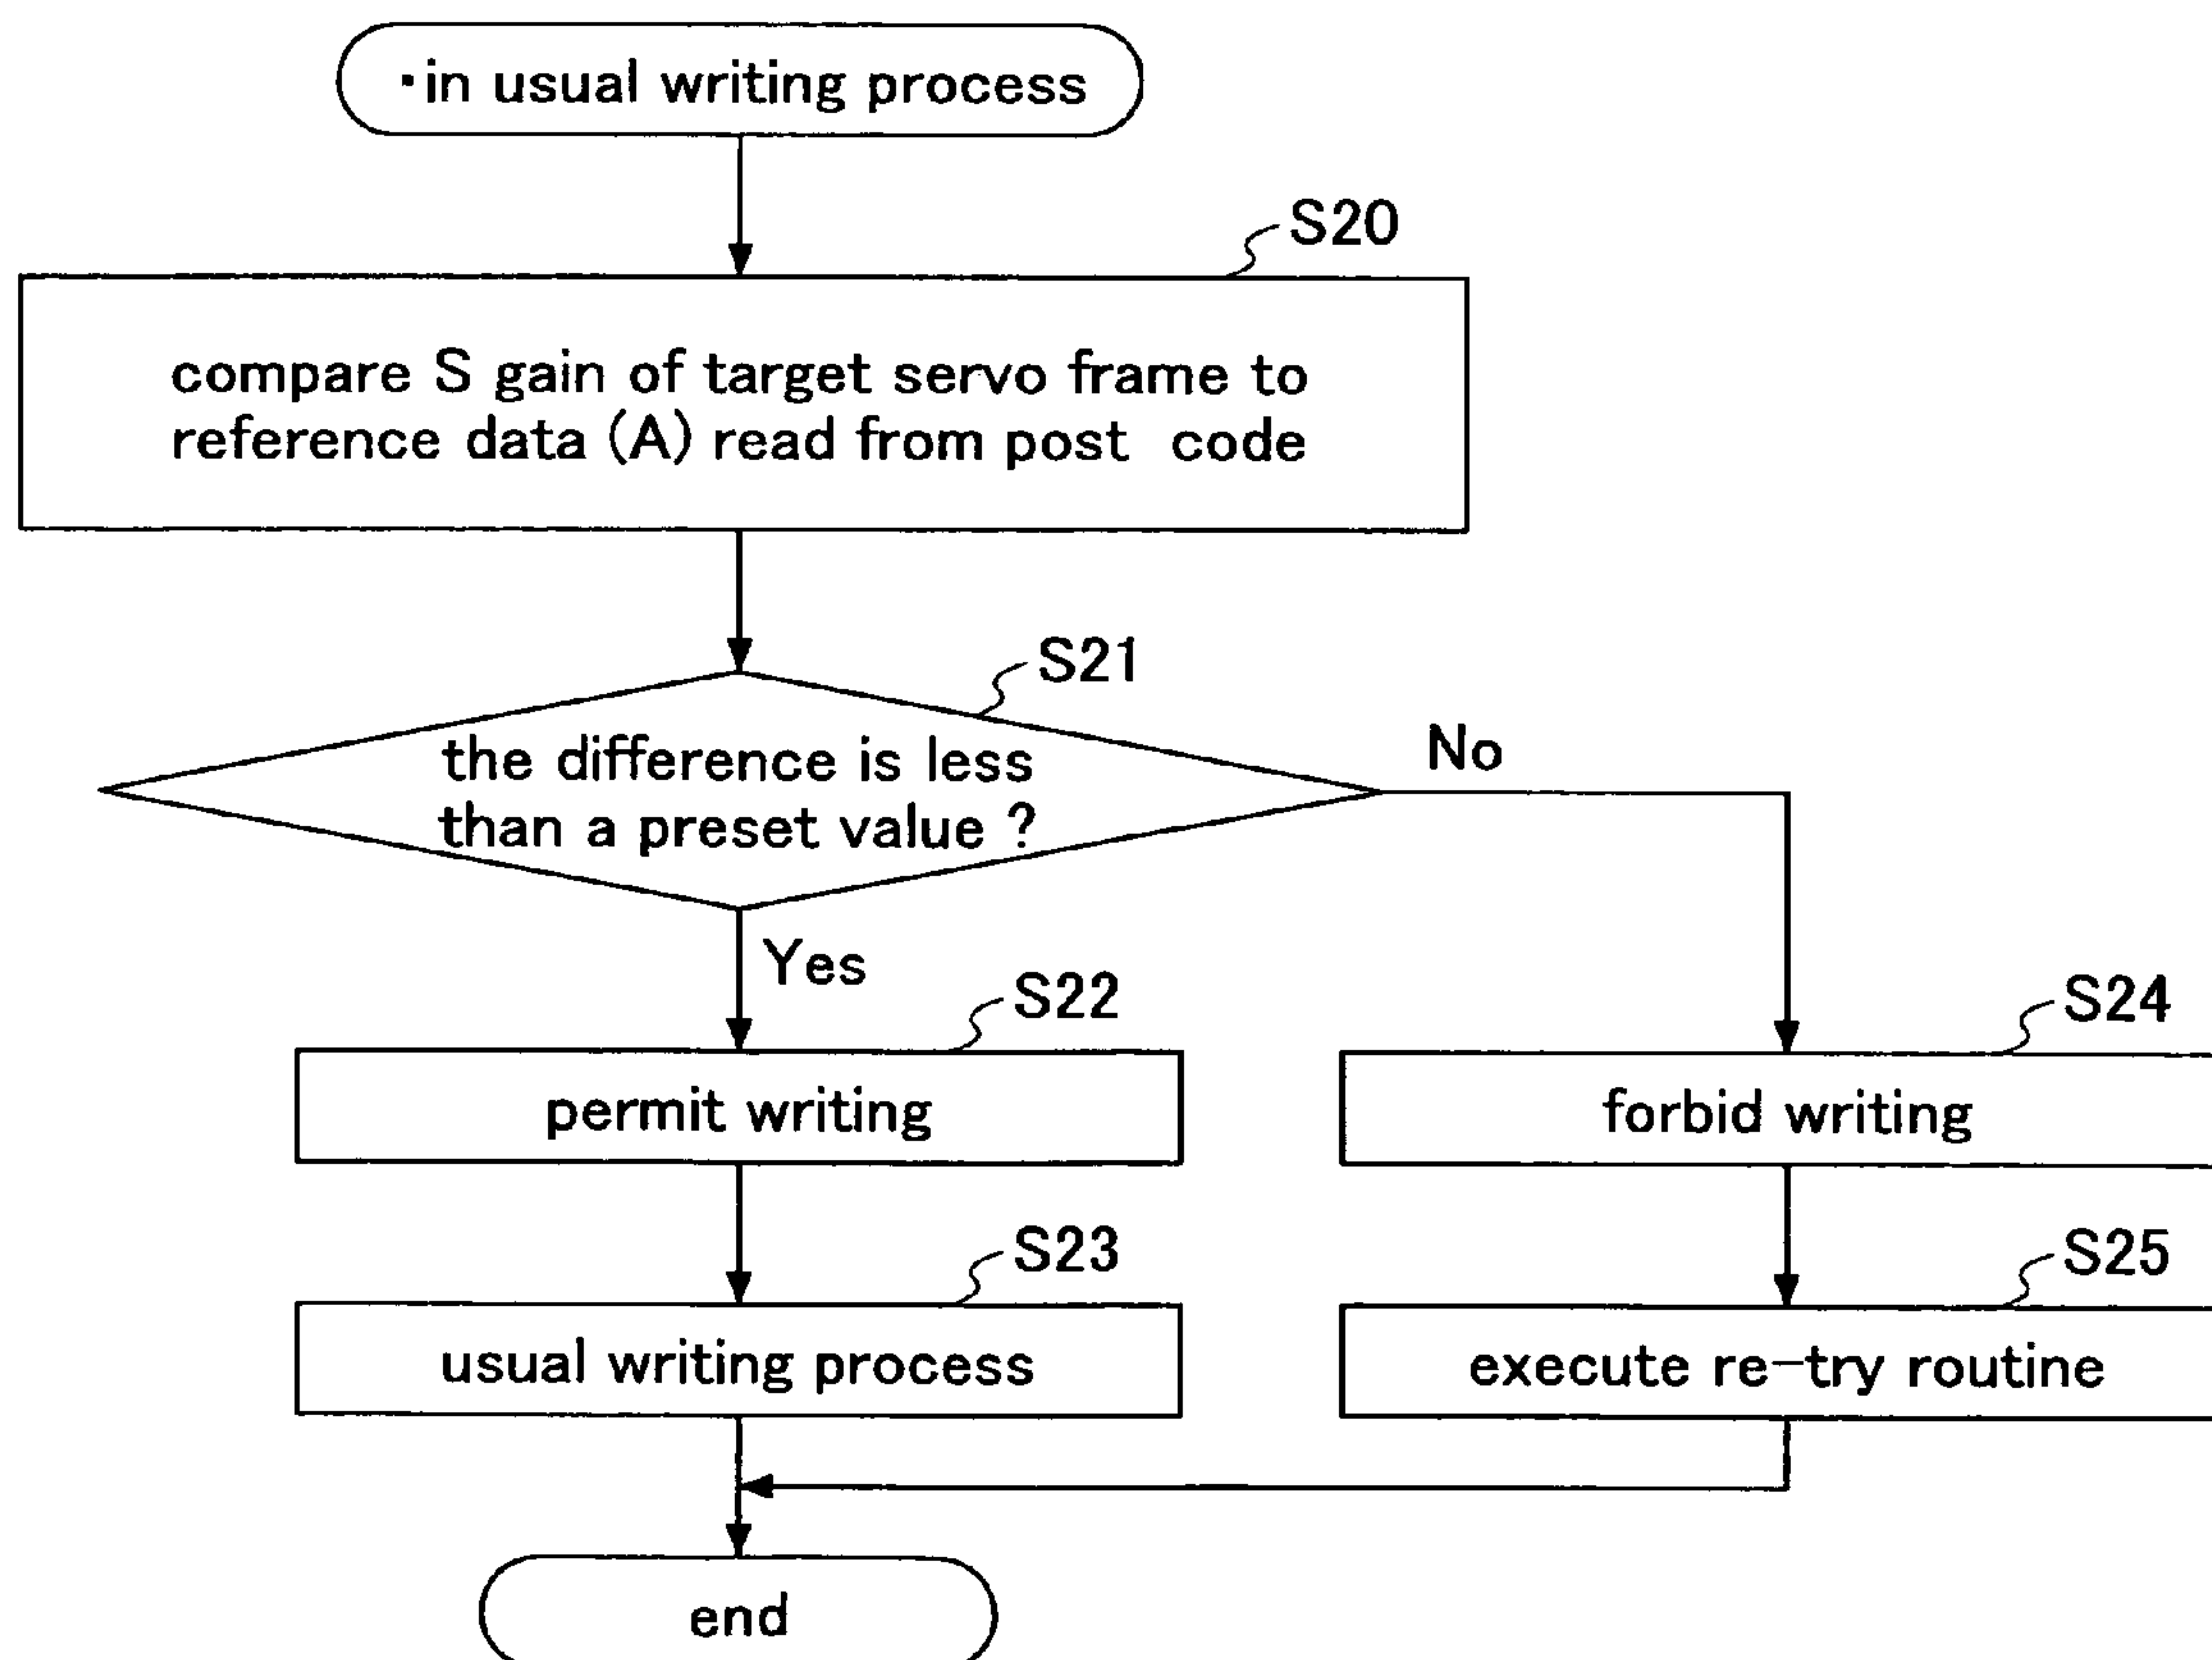 ·in usual writing process
S20
compare S gain of target servo frame to
reference data (A) read from post code
S21
the difference is less
than a preset value ?
No
Yes
S22
permit writing
S24
forbid writing
S23
usual writing process
S25
execute re-try routine
end